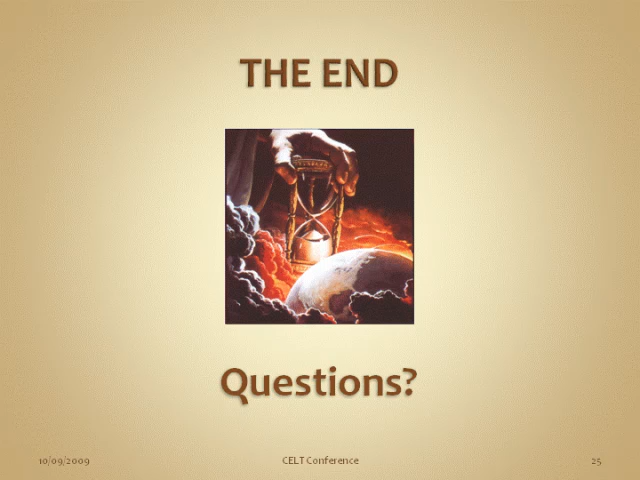 THE END
Questions?
10/09/2009
CELT Conference
25